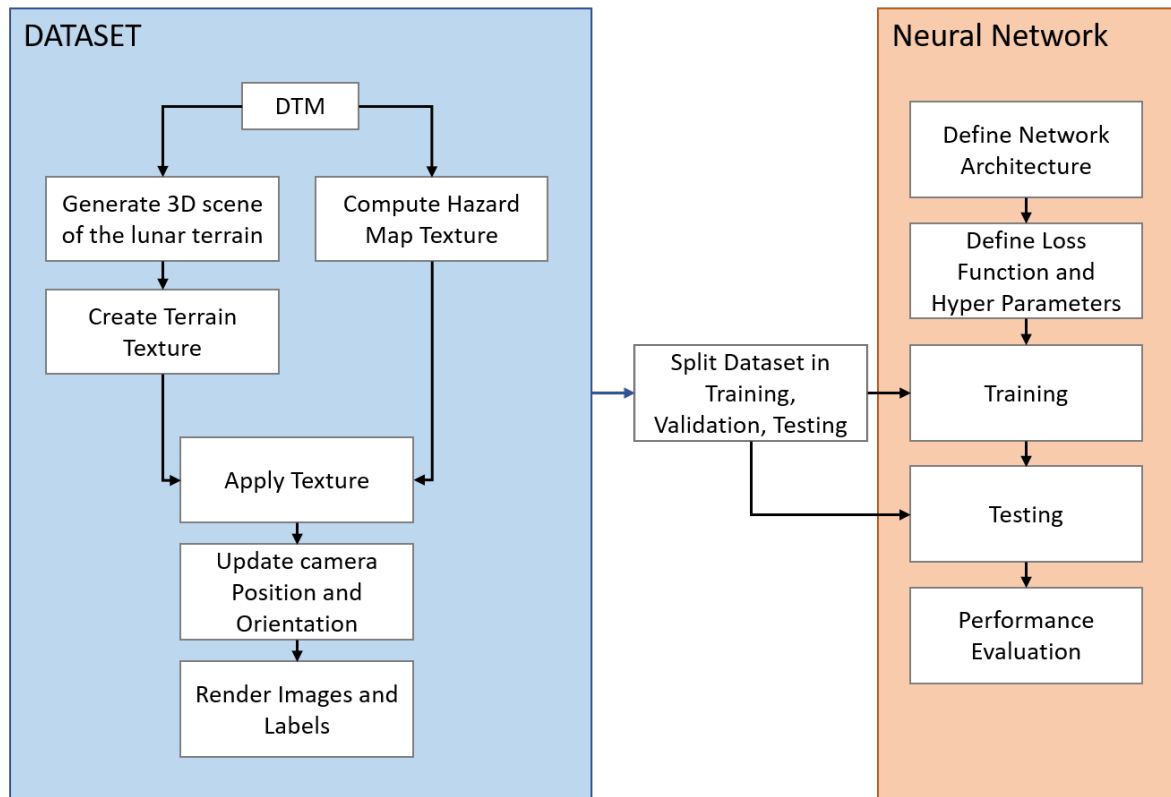 DATASET
DTM
Generate 3D scene
of the lunar terrain
Compute Hazard
Map Texture
Create Terrain
Texture
Apply Texture
Update camera
Position and
Orientation
Render Images and
Labels
Split Dataset in
Training,
Validation, Testing
Neural Network
Define Network
Architecture
Define Loss
Function and
Hyper Parameters
Training
Testing
Performance
Evaluation